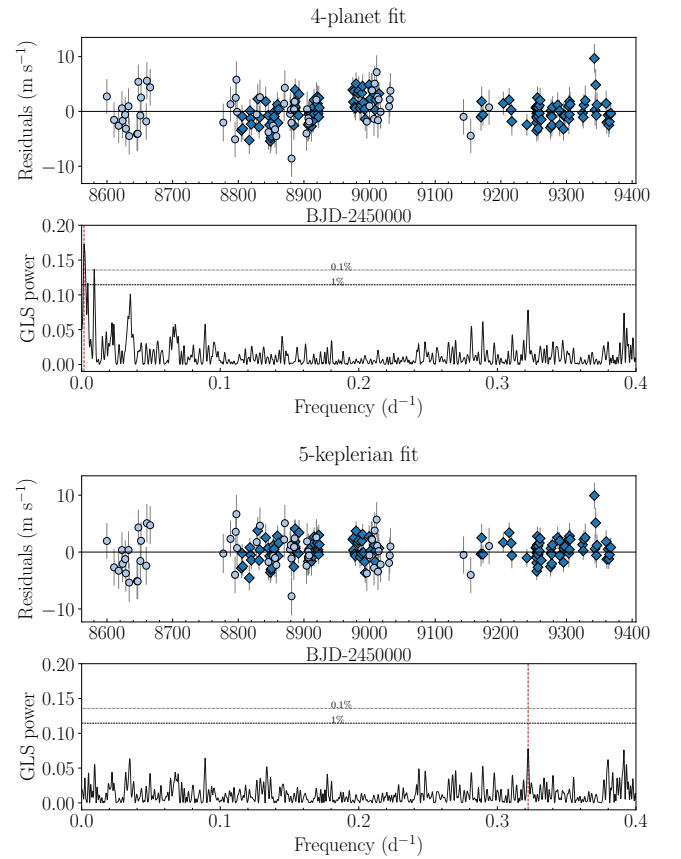 4-planet fit
10
0
−10
Residuals (m s⁻¹)
8600 8700 8800 8900 9000 9100 9200 9300 9400
BJD-2450000
0.20
0.15
0.10
0.05
0.00
GLS power
0.1%
1%
0.0 0.1 0.2 0.3 0.4
Frequency (d⁻¹)
5-keplerian fit
10
0
−10
Residuals (m s⁻¹)
8600 8700 8800 8900 9000 9100 9200 9300 9400
BJD-2450000
0.20
0.15
0.10
0.05
0.00
GLS power
0.1%
1%
0.0 0.1 0.2 0.3 0.4
Frequency (d⁻¹)